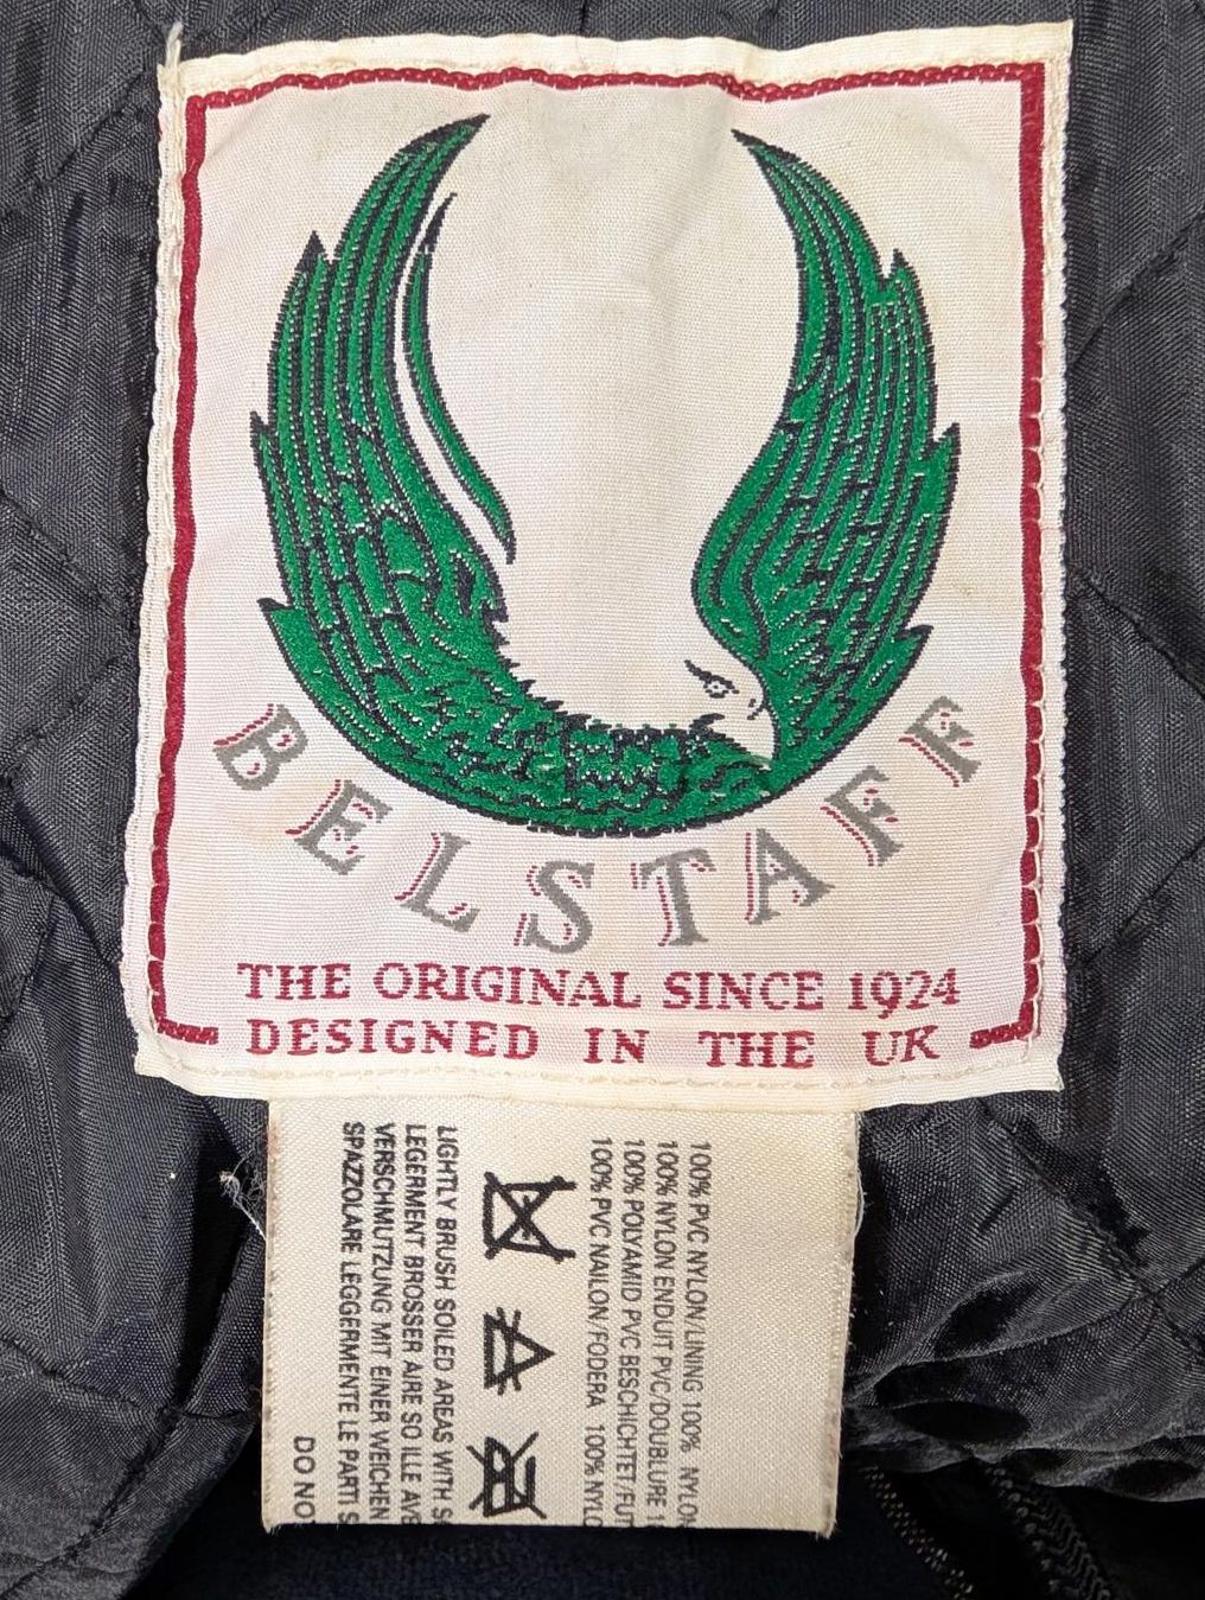 BELSTAFF
THE ORIGINAL SINCE 1924
DESIGNED IN THE UK
100% PVC NYLON/LINING 100% NYLON
100% NYLON ENDUIT PVC/DOUBLURE
100% POLYAMID PVC BESCHICHTET/FUT
100% PVC NAILON/FODERA 100% NYLO
LIGHTLY BRUSH SOILED AREAS WITH
LEGERMENT BROSSER AIRE SO ILLE AVE
VERSCHMUTZUNG MIT EINER WEICHEN
SPAZZOLARE LEGGERMENTE LE PARTI S
DO NOT